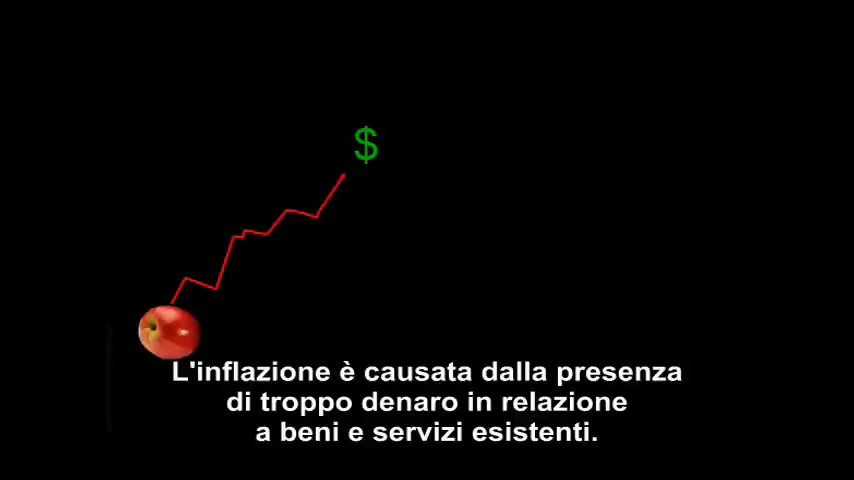 $
L'inflazione è causata dalla presenza
di troppo denaro in relazione
a beni e servizi esistenti.